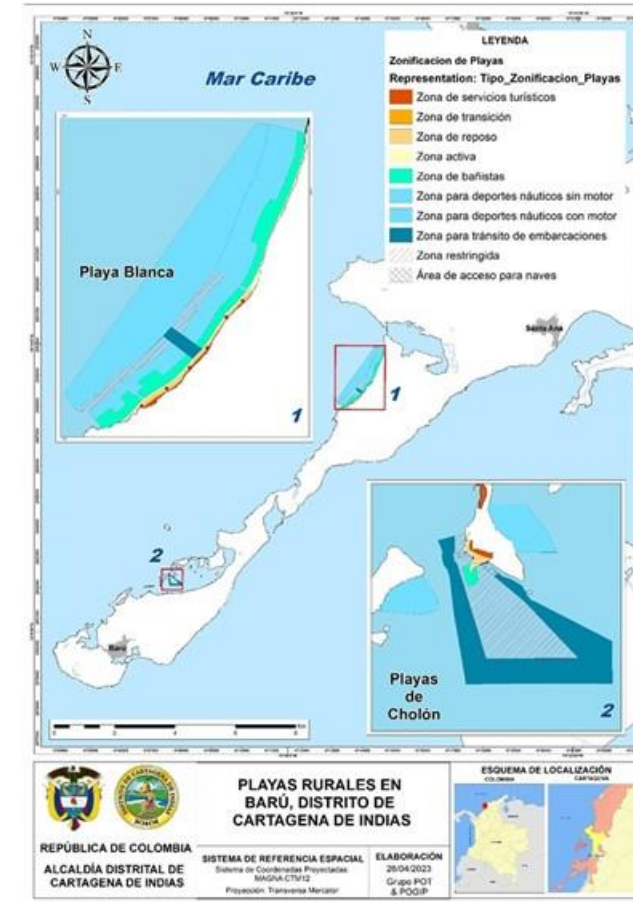 N
W
E
S
Mar Caribe
LEYENDA
Zonificacion de Playas
Representation: Tipo_Zonificacion_Playas
Zona de servicios turísticos
Zona de transición
Zona de reposo
Zona activa
Zona de bañistas
Zona para deportes náuticos sin motor
Zona para deportes náuticos con motor
Zona para tránsito de embarcaciones
Zona restringida
Área de acceso para naves
Playa Blanca
1
Santa Ana
1
2
Barú
Playas
de
Cholón
2
REPÚBLICA DE COLOMBIA
ALCALDÍA DISTRITAL DE
CARTAGENA DE INDIAS
PLAYAS RURALES EN
BARÚ, DISTRITO DE
CARTAGENA DE INDIAS
SISTEMA DE REFERENCIA ESPACIAL
Sistema de Coordenadas Proyectadas
MAGNA-CTM12
Proyección: Transversa Mercator
ELABORACIÓN
26/04/2023
Grupo POT
& POGIP
ESQUEMA DE LOCALIZACIÓN
COLOMBIA
CARTAGENA